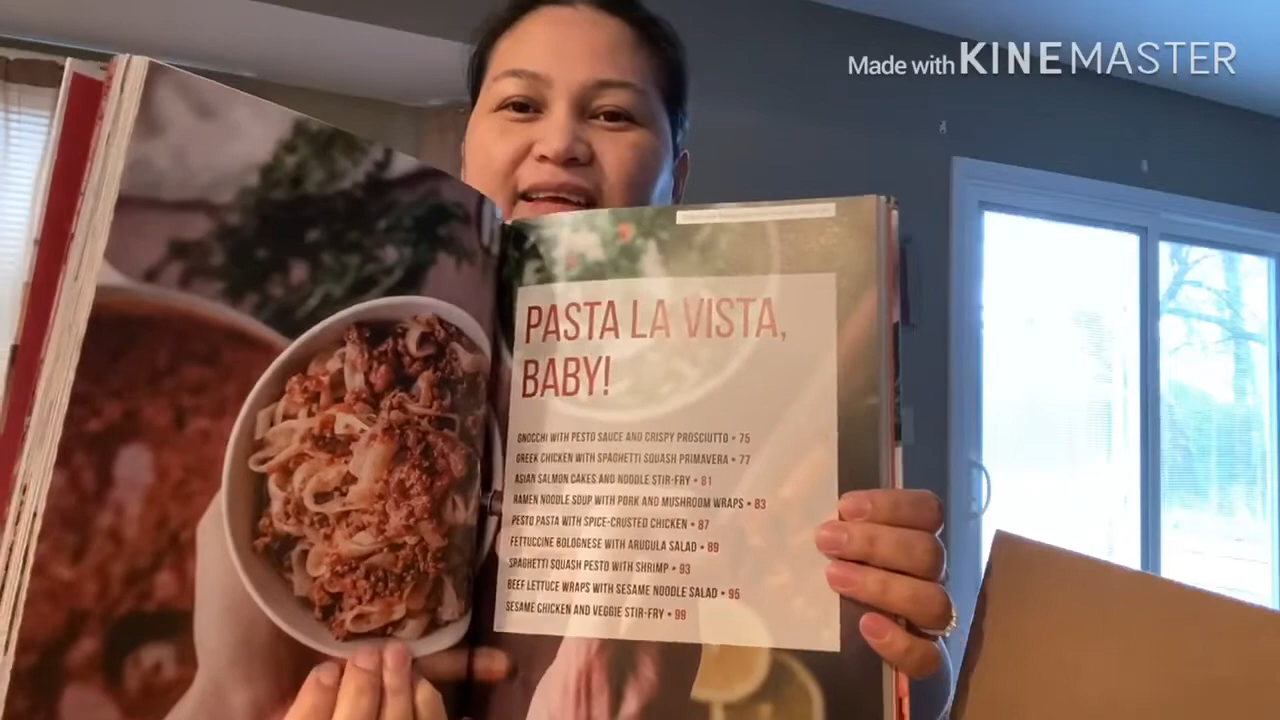 Made with KINEMASTER
PASTA LA VISTA,
BABY!
GNOCCHI WITH PESTO SAUCE AND CRISPY PROSCIUTTO • 75
GREEK CHICKEN WITH SPAGHETTI SQUASH PRIMAVERA • 77
ASIAN SALMON CAKES AND NOODLE STIR-FRY • 81
RAMEN NOODLE SOUP WITH PORK AND MUSHROOM WRAPS • 83
PESTO PASTA WITH SPICE-CRUSTED CHICKEN • 87
FETTUCCINE BOLOGNESE WITH ARUGULA SALAD • 89
SPAGHETTI SQUASH PESTO WITH SHRIMP • 93
BEEF LETTUCE WRAPS WITH SESAME NOODLE SALAD • 95
SESAME CHICKEN AND VEGGIE STIR-FRY • 99